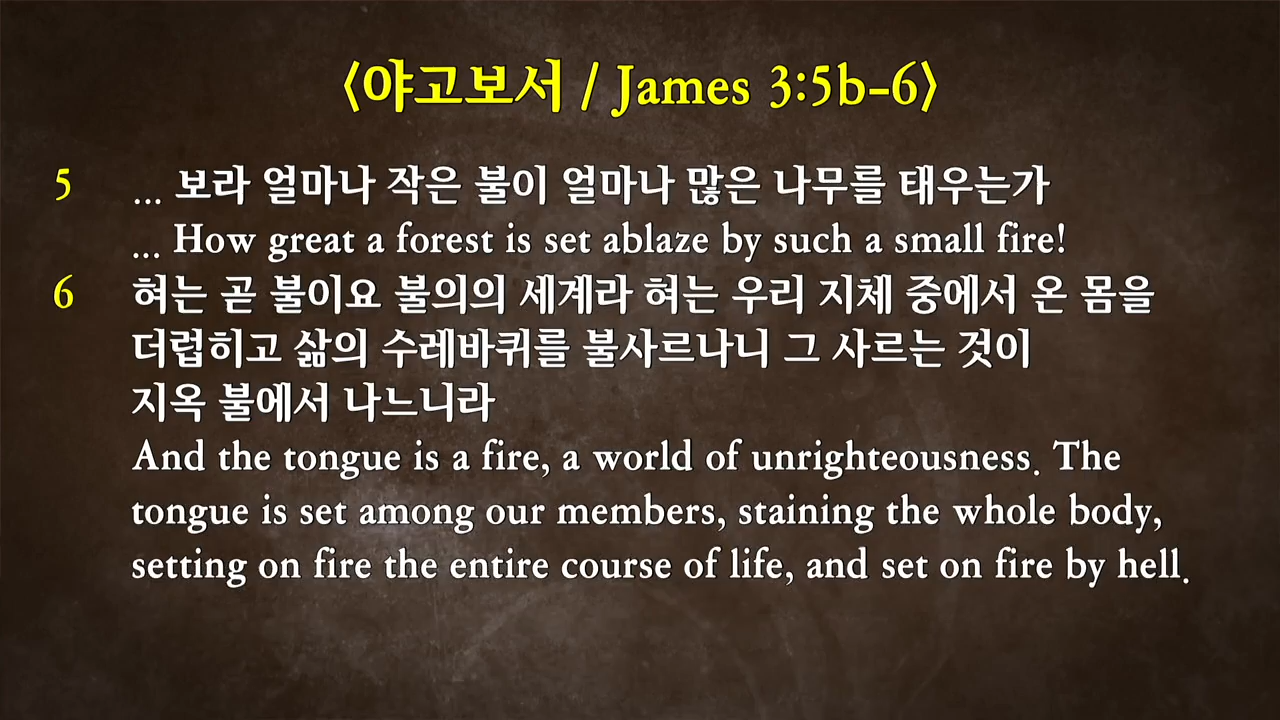 〈야고보서 / James 3:5b-6〉
5 ... 보라 얼마나 작은 불이 얼마나 많은 나무를 태우는가
... How great a forest is set ablaze by such a small fire!
6 혀는 곧 불이요 불의의 세계라 혀는 우리 지체 중에서 온 몸을
더럽히고 삶의 수레바퀴를 불사르나니 그 사르는 것이
지옥 불에서 나느니라
And the tongue is a fire, a world of unrighteousness. The
tongue is set among our members, staining the whole body,
setting on fire the entire course of life, and set on fire by hell.